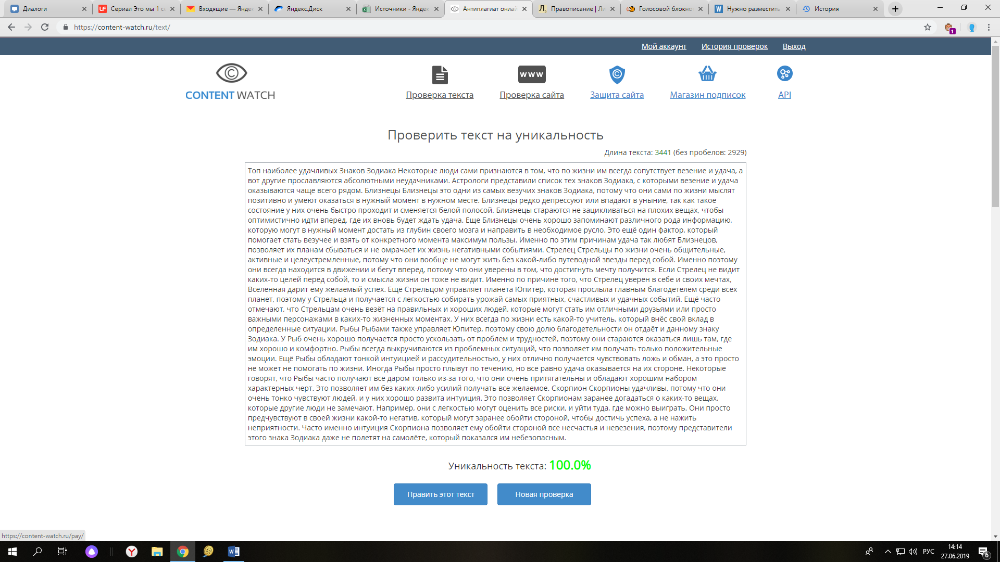 Диалоги
Сериал Это мы 1 се
Входящие — Яндек
Яндекс.Диск
Источники - Яндек
Антиплагиат онлай
Правописание | Ли
Голосовой блокнот
Нужно разместить
История
https://content-watch.ru/text/
Мой аккаунт
История проверок
Выход
CONTENT WATCH
www
Проверка текста
Проверка сайта
Защита сайта
Магазин подписок
API
Проверить текст на уникальность
Длина текста: 3441 (без пробелов: 2929)
Топ наиболее удачливых Знаков Зодиака Некоторые люди сами признаются в том, что по жизни им всегда сопутствует везение и удача, а
вот другие прославляются абсолютными неудачниками. Астрологи представили список тех знаков Зодиака, с которыми везение и удача
оказываются чаще всего рядом. Близнецы Близнецы это одни из самых везучих знаков Зодиака, потому что они сами по жизни мыслят
позитивно и умеют оказаться в нужный момент в нужном месте. Близнецы редко депрессуют или впадают в уныние, так как такое
состояние у них очень быстро проходит и сменяется белой полосой. Близнецы стараются не зацикливаться на плохих вещах, чтобы
оптимистично идти вперед, где их вновь будет ждать удача. Еще Близнецы очень хорошо запоминают различного рода информацию,
которую могут в нужный момент достать из глубин своего мозга и направить в необходимое русло. Это ещё один фактор, который
помогает стать везучее и взять от конкретного момента максимум пользы. Именно по этим причинам удача так любят Близнецов,
позволяет их планам сбываться и не омрачает их жизнь негативными событиями. Стрелец Стрельцы по жизни очень общительные,
активные и целеустремленные, потому что они вообще не могут жить без какой-либо путеводной звезды перед собой. Именно поэтому
они всегда находится в движении и бегут вперед, потому что они уверены в том, что достигнуть мечту получится. Если Стрелец не видит
каких-то целей перед собой, то и смысла жизни он тоже не видит. Именно по причине того, что Стрелец уверен в себе и своих мечтах,
Вселенная дарит ему желаемый успех. Ещё Стрельцом управляет планета Юпитер, которая прослыла главным благодетелем среди всех
планет, поэтому у Стрельца и получается с легкостью собирать урожай самых приятных, счастливых и удачных событий. Ещё часто
отмечают, что Стрельцам очень везёт на правильных и хороших людей, которые могут стать им отличными друзьями или просто
важными персонажами в каких-то жизненных моментах. У них всегда по жизни есть какой-то учитель, который внёс свой вклад в
определенные ситуации. Рыбы Рыбами также управляет Юпитер, поэтому свою долю благодетельности он отдаёт и данному знаку
Зодиака. У Рыб очень хорошо получается просто ускользать от проблем и трудностей, поэтому они стараются оказаться лишь там, где
им хорошо и комфортно. Рыбы всегда выкручиваются из проблемных ситуаций, что позволяет им получать только положительные
эмоции. Ещё Рыбы обладают тонкой интуицией и рассудительностью, у них отлично получается чувствовать ложь и обман, а это просто
не может не помогать по жизни. Иногда Рыбы просто плывут по течению, но все равно удача оказывается на их стороне. Некоторые
говорят, что Рыбы часто получают все даром только из-за того, что они очень притягательны и обладают хорошим набором
характерных черт. Это позволяет им без каких-либо усилий получать все желаемое. Скорпион Скорпионы удачливы, потому что они
очень тонко чувствуют людей, и у них хорошо развита интуиция. Это позволяет Скорпионам заранее догадаться о каких-то вещах,
которые другие люди не замечают. Например, они с легкостью могут оценить все риски, и уйти туда, где можно выиграть. Они просто
предчувствуют в своей жизни какой-то негатив, который могут заранее обойти стороной, чтобы достичь успеха, а не нажить
неприятности. Часто именно интуиция Скорпиона позволяет ему обойти стороной все несчастья и невезения, поэтому представители
этого знака Зодиака даже не полетят на самолёте, который показался им небезопасным.
Уникальность текста: 100.0%
Править этот текст
Новая проверка
https://content-watch.ru/pay/
РУС
14:14
27.06.2019
6